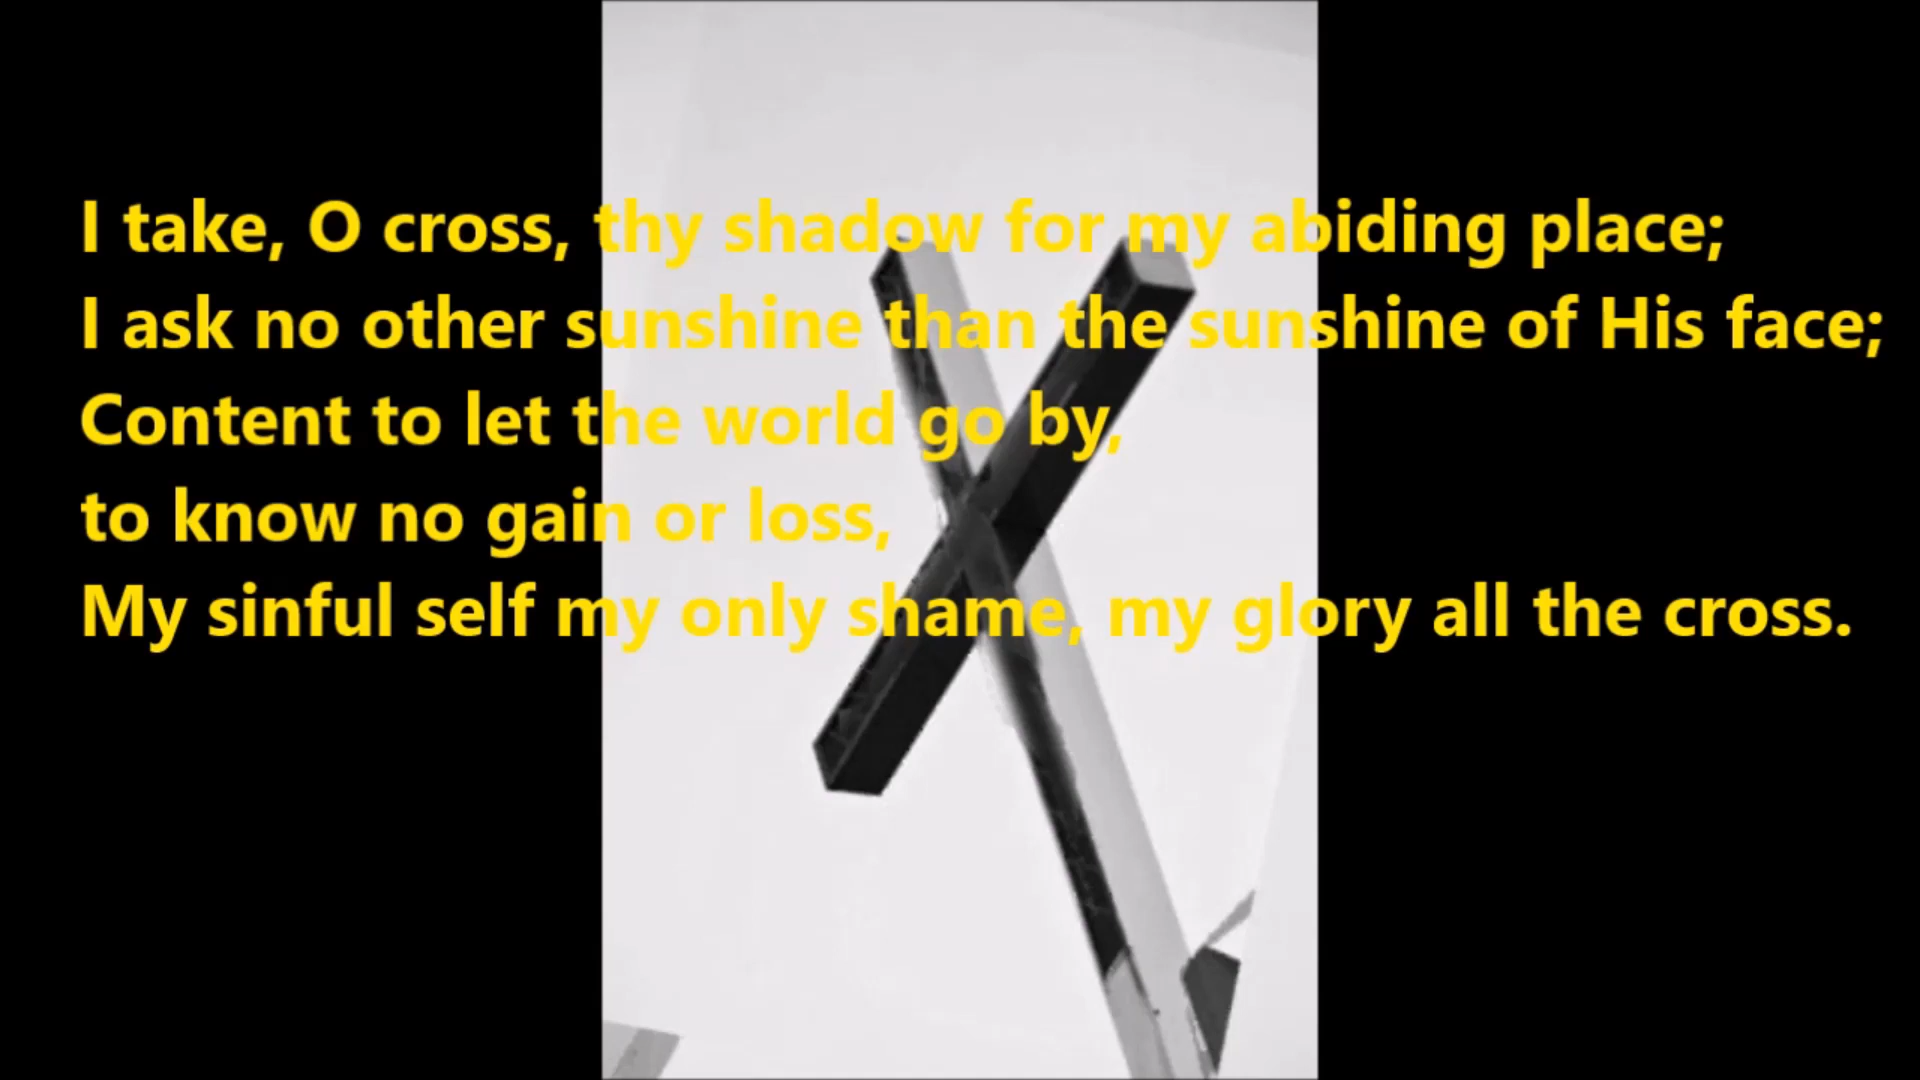 I take, O cross, thy shadow for my abiding place;
I ask no other sunshine than the sunshine of His face;
Content to let the world go by,
to know no gain or loss,
My sinful self my only shame, my glory all the cross.